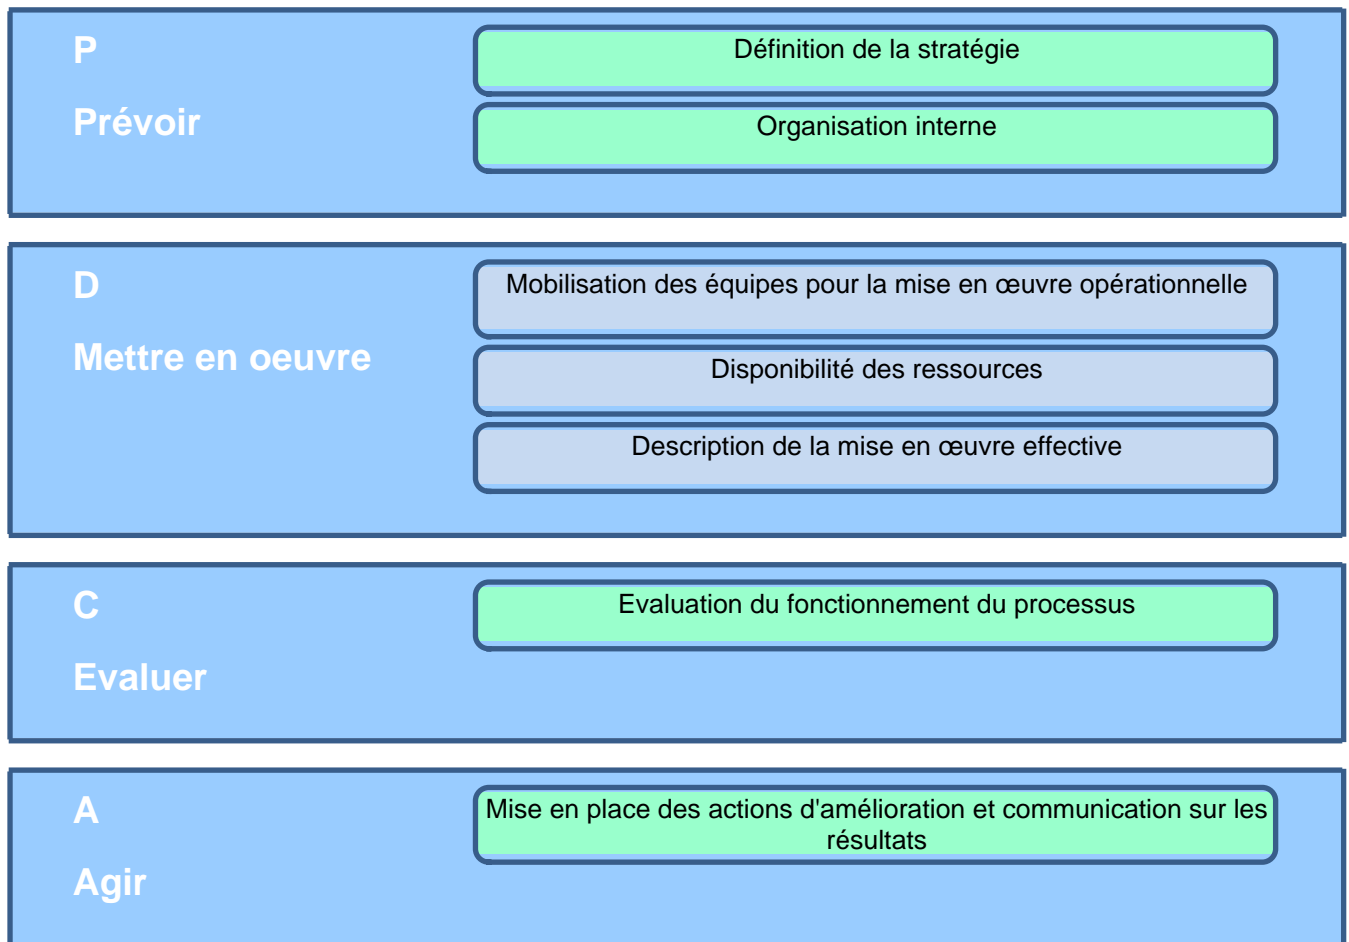 P
Prévoir
Définition de la stratégie
Organisation interne
D
Mettre en oeuvre
Mobilisation des équipes pour la mise en œuvre opérationnelle
Disponibilité des ressources
Description de la mise en œuvre effective
C
Evaluer
Evaluation du fonctionnement du processus
A
Agir
Mise en place des actions d'amélioration et communication sur les
résultats